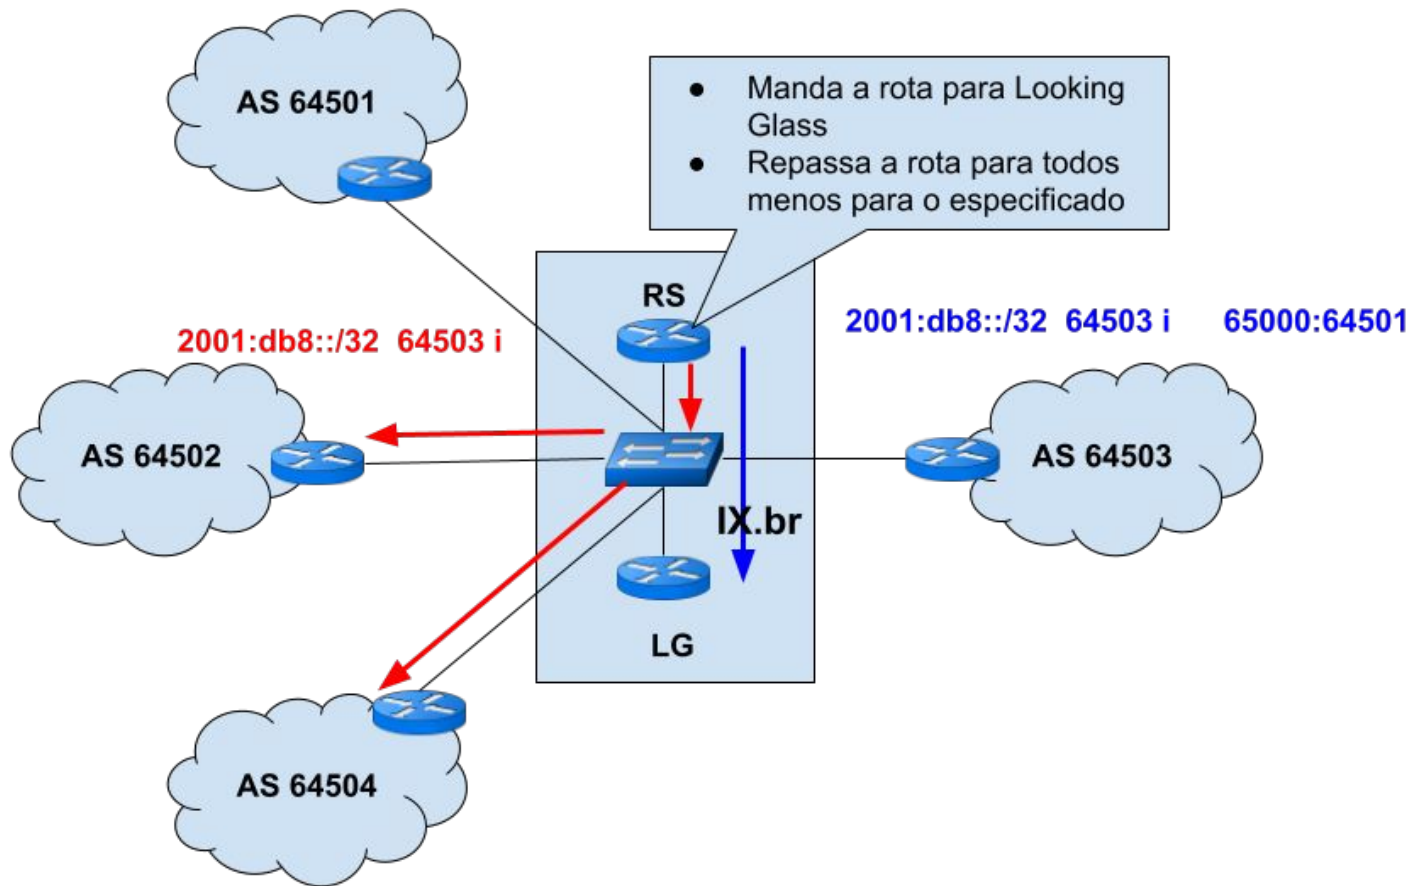 AS 64501
● Manda a rota para Looking
Glass
● Repassa a rota para todos
menos para o especificado
RS
2001:db8::/32 64503 i
2001:db8::/32 64503 i 65000:64501
AS 64502
AS 64503
IX.br
LG
AS 64504